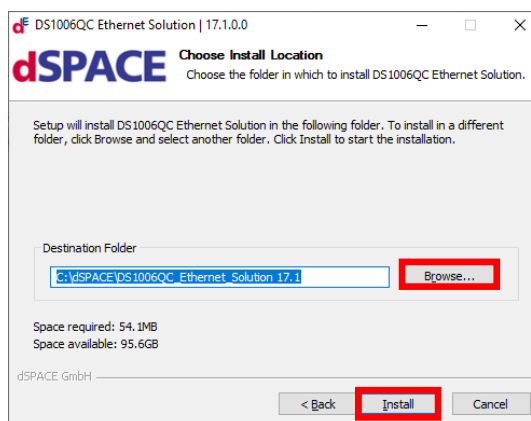 DS1006QC Ethernet Solution | 17.1.0.0
dSPACE
Choose Install Location
Choose the folder in which to install DS1006QC Ethernet Solution.
Setup will install DS1006QC Ethernet Solution in the following folder. To install in a different
folder, click Browse and select another folder. Click Install to start the installation.
Destination Folder
C:\dSPACE\DS1006QC_Ethernet_Solution 17.1
Browse...
Space required: 54.1MB
Space available: 95.6GB
dSPACE GmbH
< Back
Install
Cancel